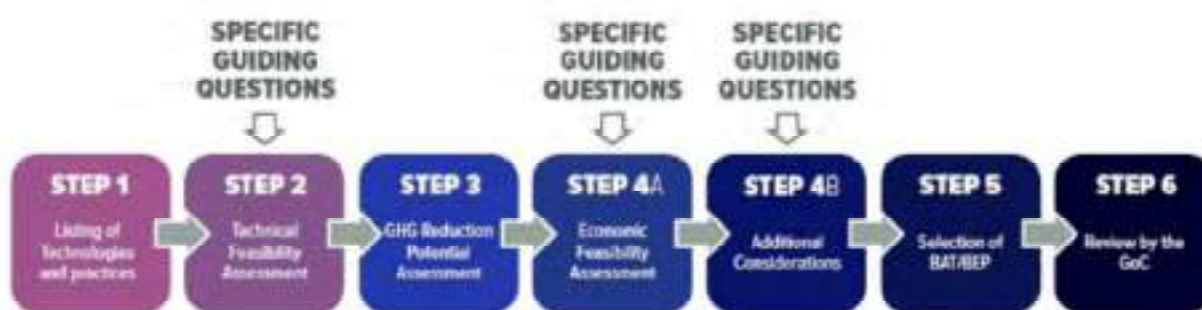 SPECIFIC
GUIDING
QUESTIONS
SPECIFIC
GUIDING
QUESTIONS
SPECIFIC
GUIDING
QUESTIONS
STEP 1
Listing of
Technologies
and practices
STEP 2
Technical
Feasibility
Assessment
STEP 3
GHG Reduction
Potential
Assessment
STEP 4A
Economic
Feasibility
Assessment
STEP 4B
Additional
Considerations
STEP 5
Selection of
BAT/BEP
STEP 6
Review by the
GoC